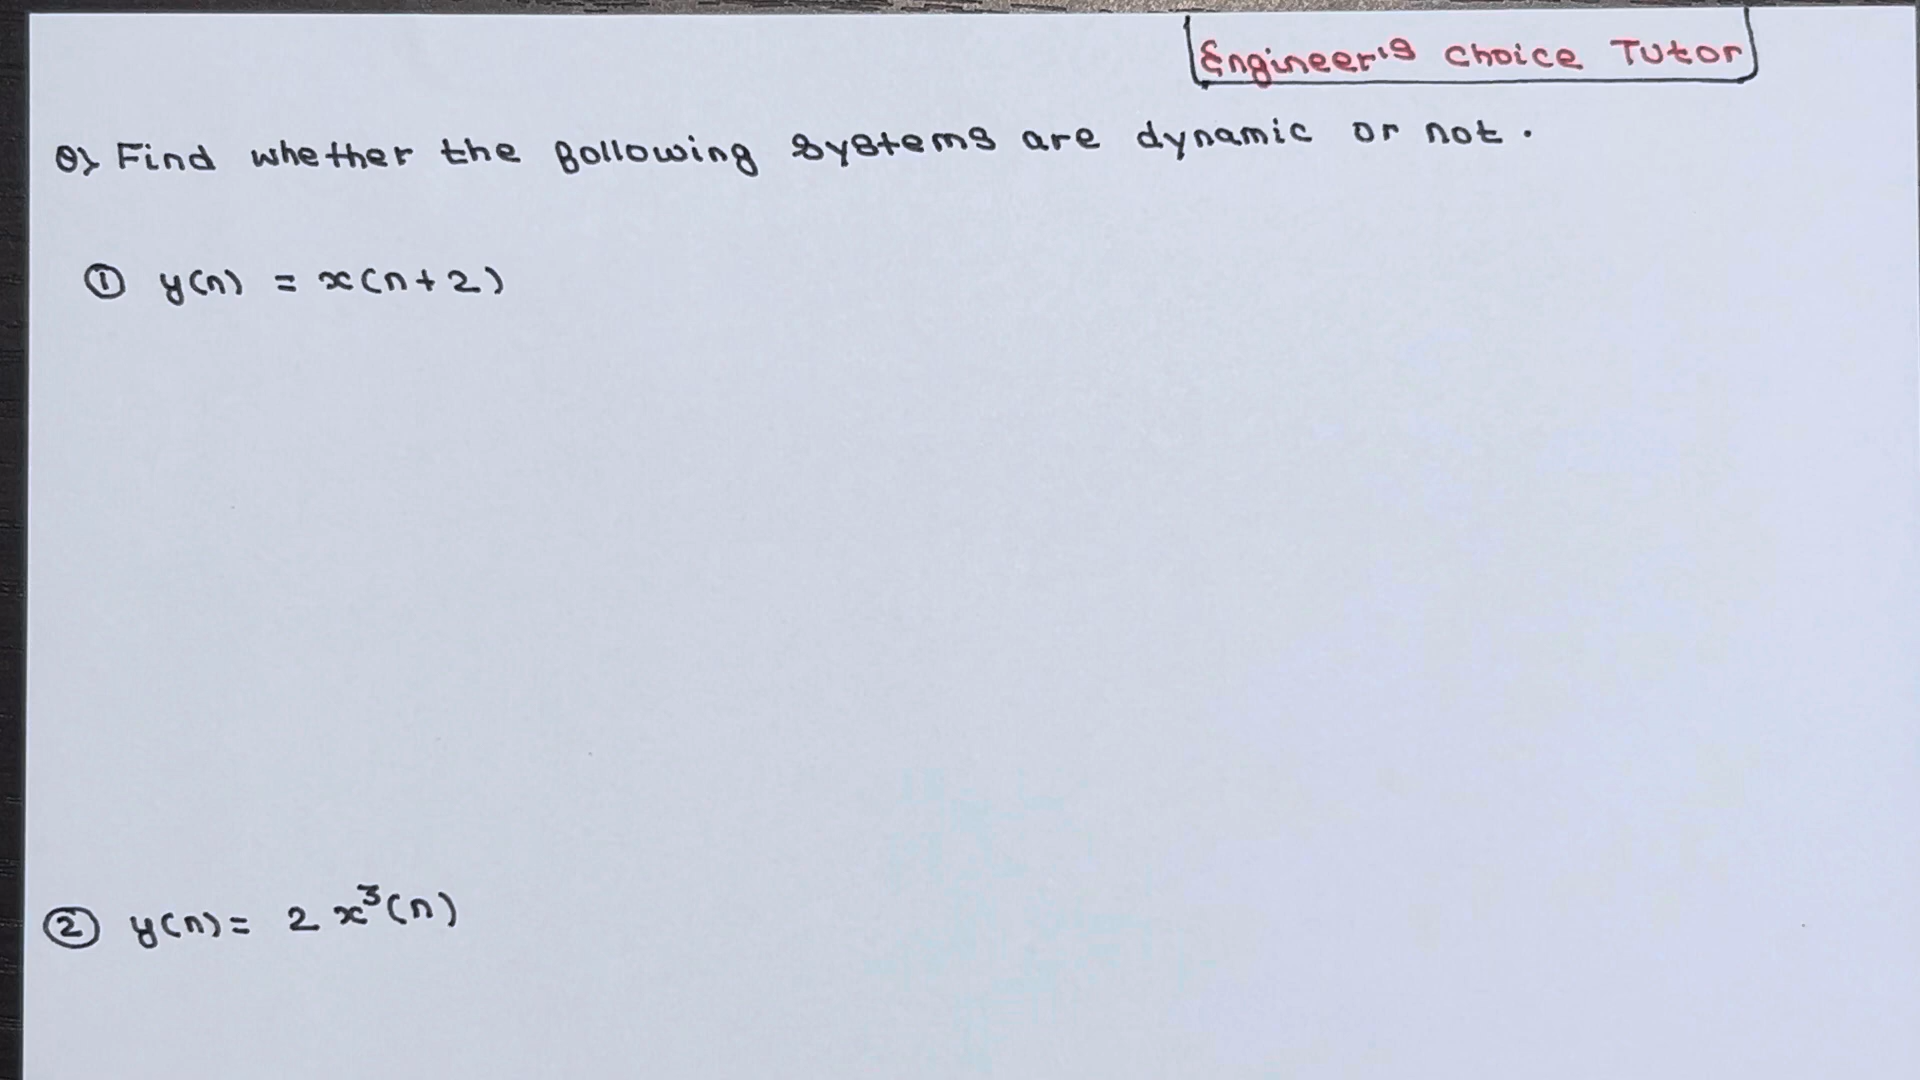 Engineer's Choice Tutor
Q) Find whether the following systems are dynamic or not.
① y(n) = x(n+2)
② y(n) = 2 x³(n)